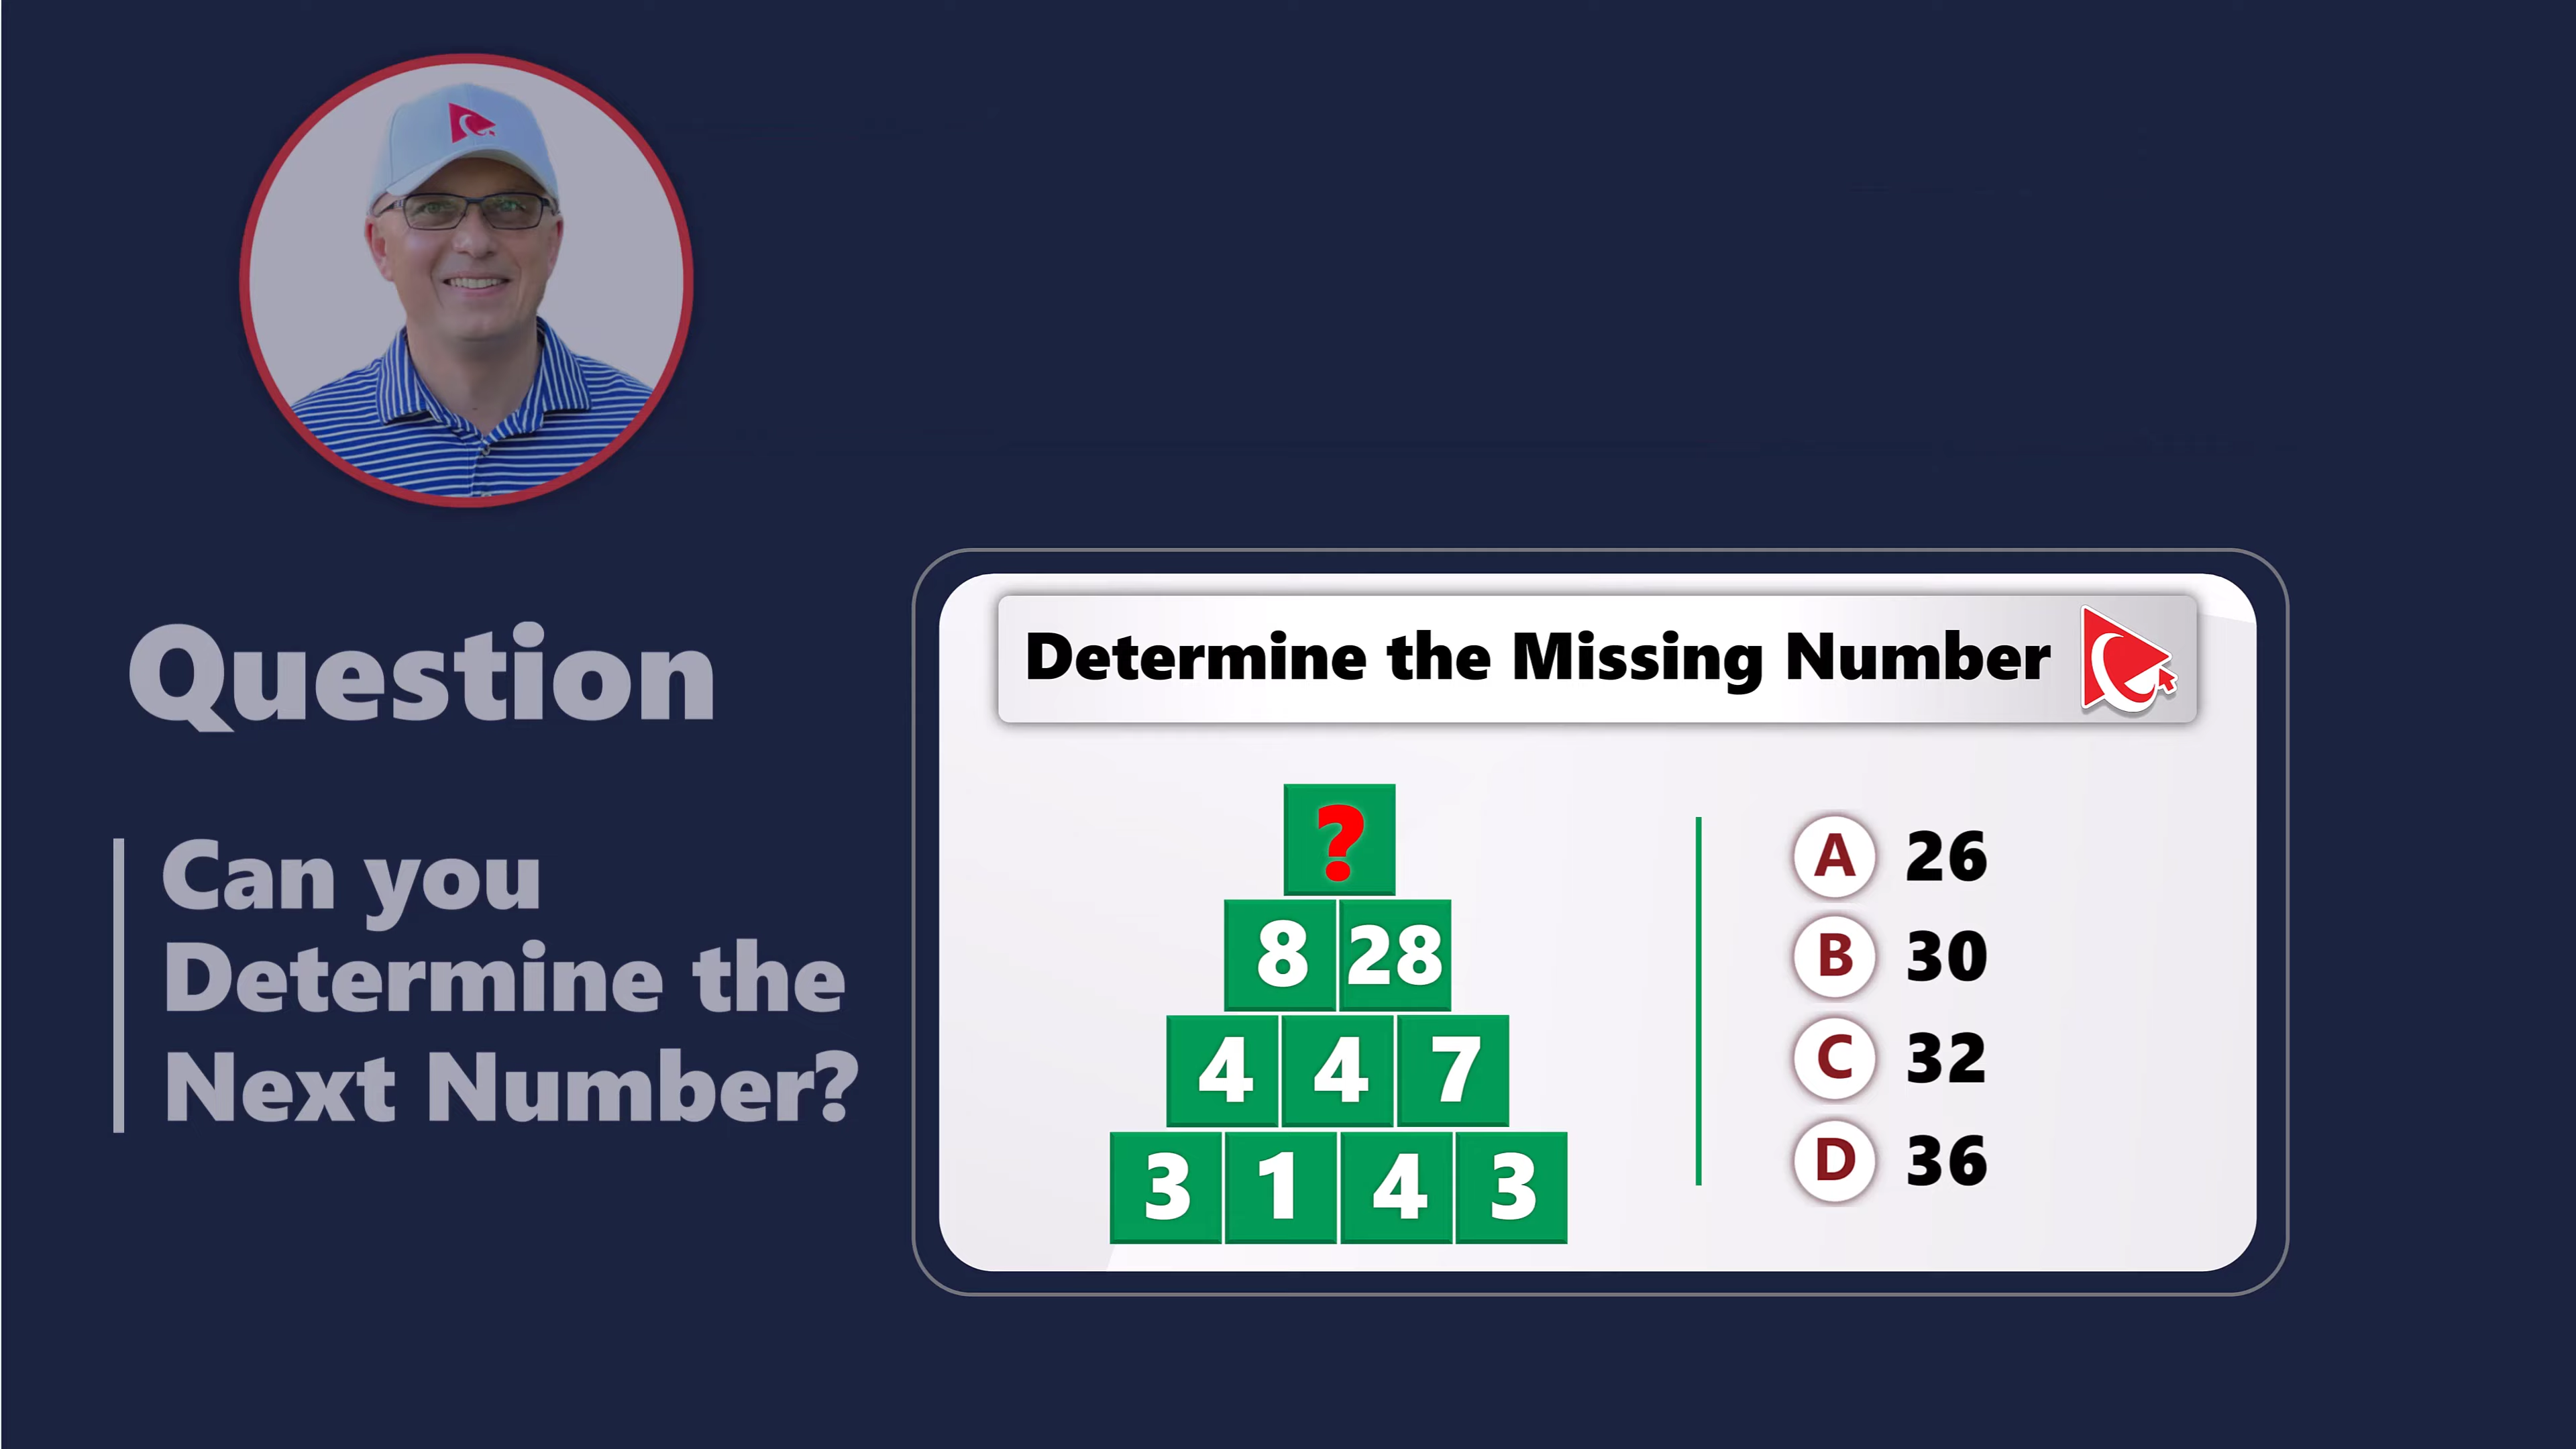 Question
Can you
Determine the
Next Number?
Determine the Missing Number
?
8 28
4 4 7
3 1 4 3
A 26
B 30
C 32
D 36